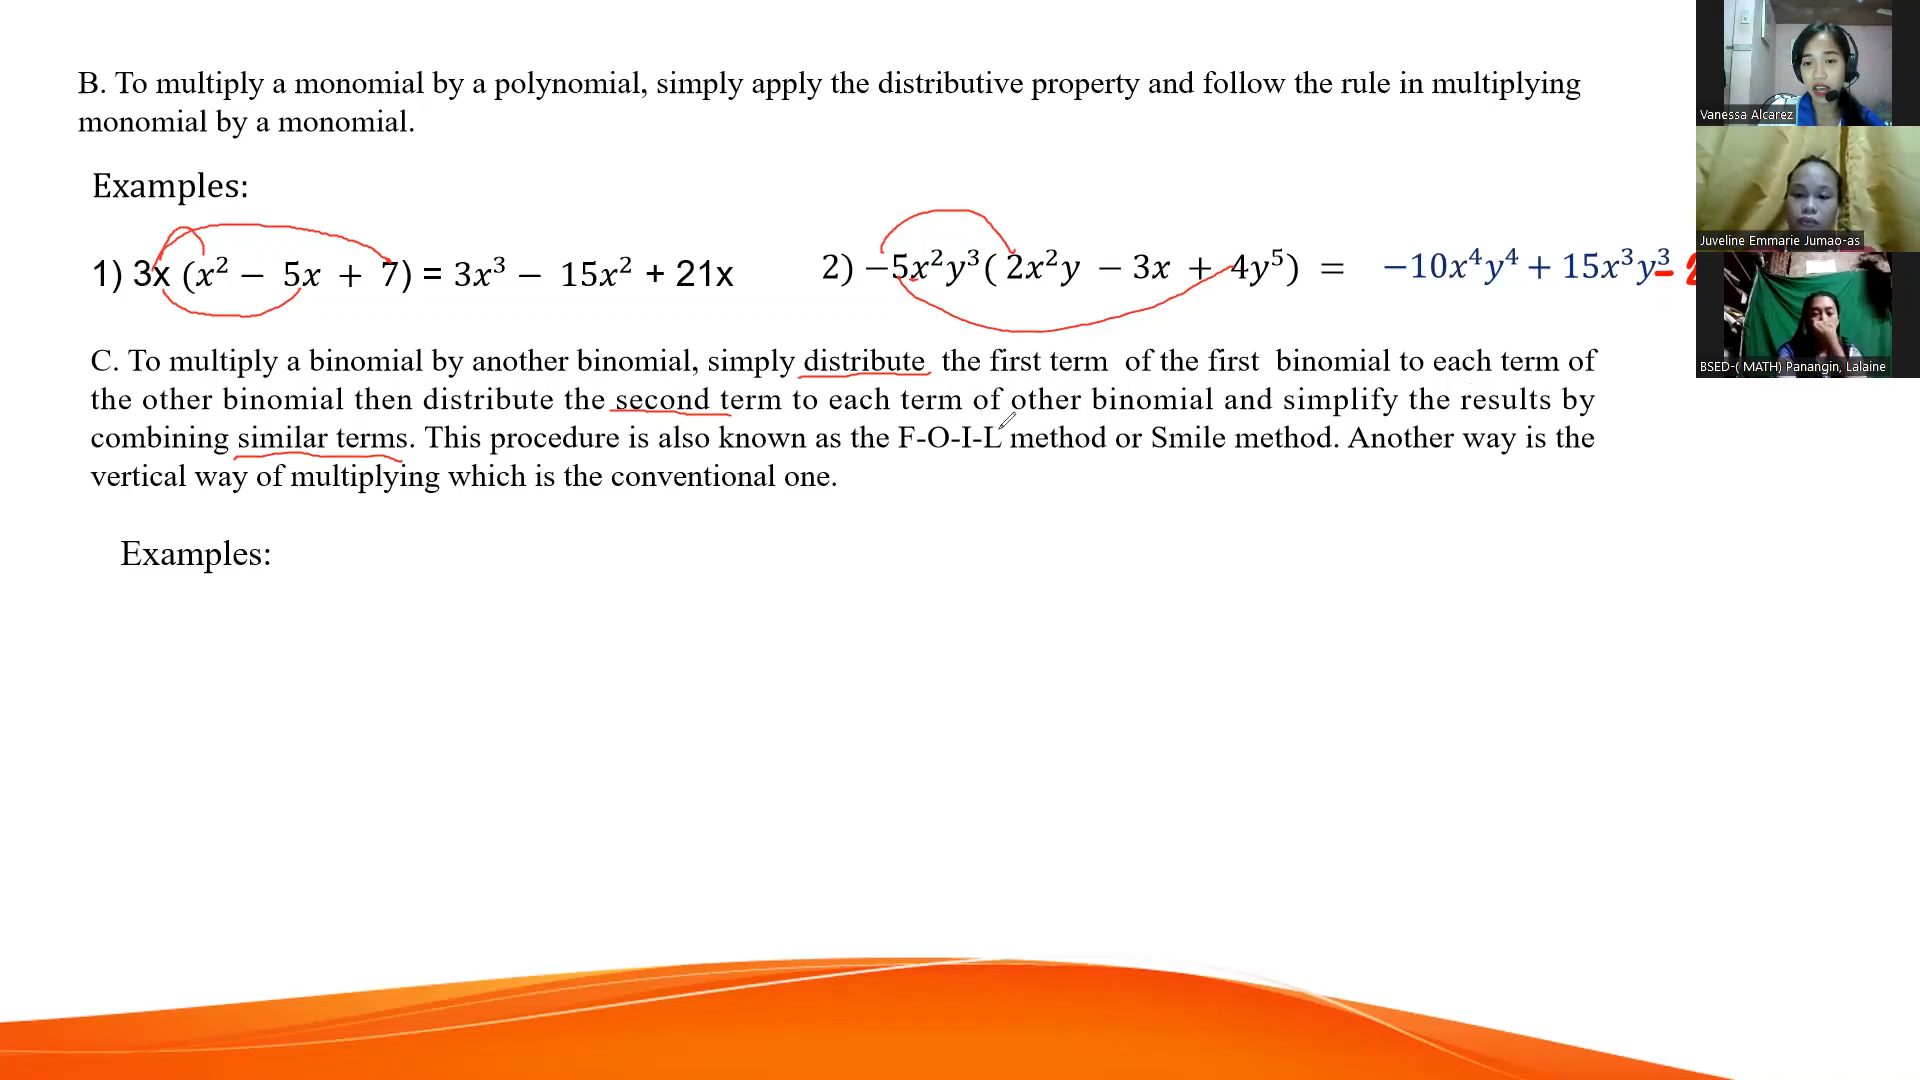 B. To multiply a monomial by a polynomial, simply apply the distributive property and follow the rule in multiplying
monomial by a monomial.
Examples:
1) 3x (x² − 5x + 7) = 3x³ − 15x² + 21x
2) −5x²y³( 2x²y − 3x + 4y⁵) = −10x⁴y⁴ + 15x³y³ − 2
C. To multiply a binomial by another binomial, simply distribute the first term of the first binomial to each term of
the other binomial then distribute the second term to each term of other binomial and simplify the results by
combining similar terms. This procedure is also known as the F-O-I-L method or Smile method. Another way is the
vertical way of multiplying which is the conventional one.
Examples:
Vanessa Alcarez
Juveline Emmarie Jumao-as
BSED-( MATH) Panangin, Lalaine